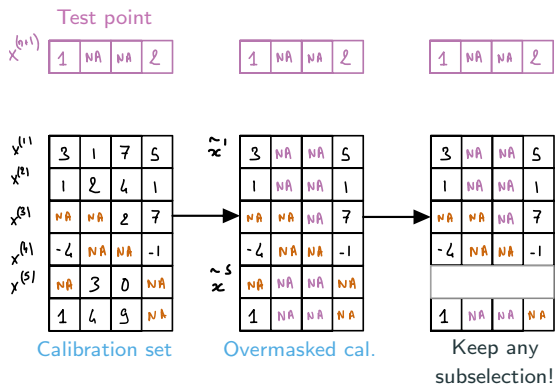 Test point
x^(n+1) 1 NA NA 2 1 NA NA 2 1 NA NA 2
x^(1) 3 1 7 5 x̃^1 3 NA NA 5 3 NA NA 5
x^(2) 1 2 4 1 1 NA NA 1 1 NA NA 1
x^(3) NA NA 2 7 NA NA NA 7 NA NA NA 7
x^(4) -4 NA NA -1 -4 NA NA -1 -4 NA NA -1
x^(5) NA 3 0 NA x̃^5 NA NA NA NA
1 4 9 NA 1 NA NA NA 1 NA NA NA
Calibration set Overmasked cal. Keep any
subselection!